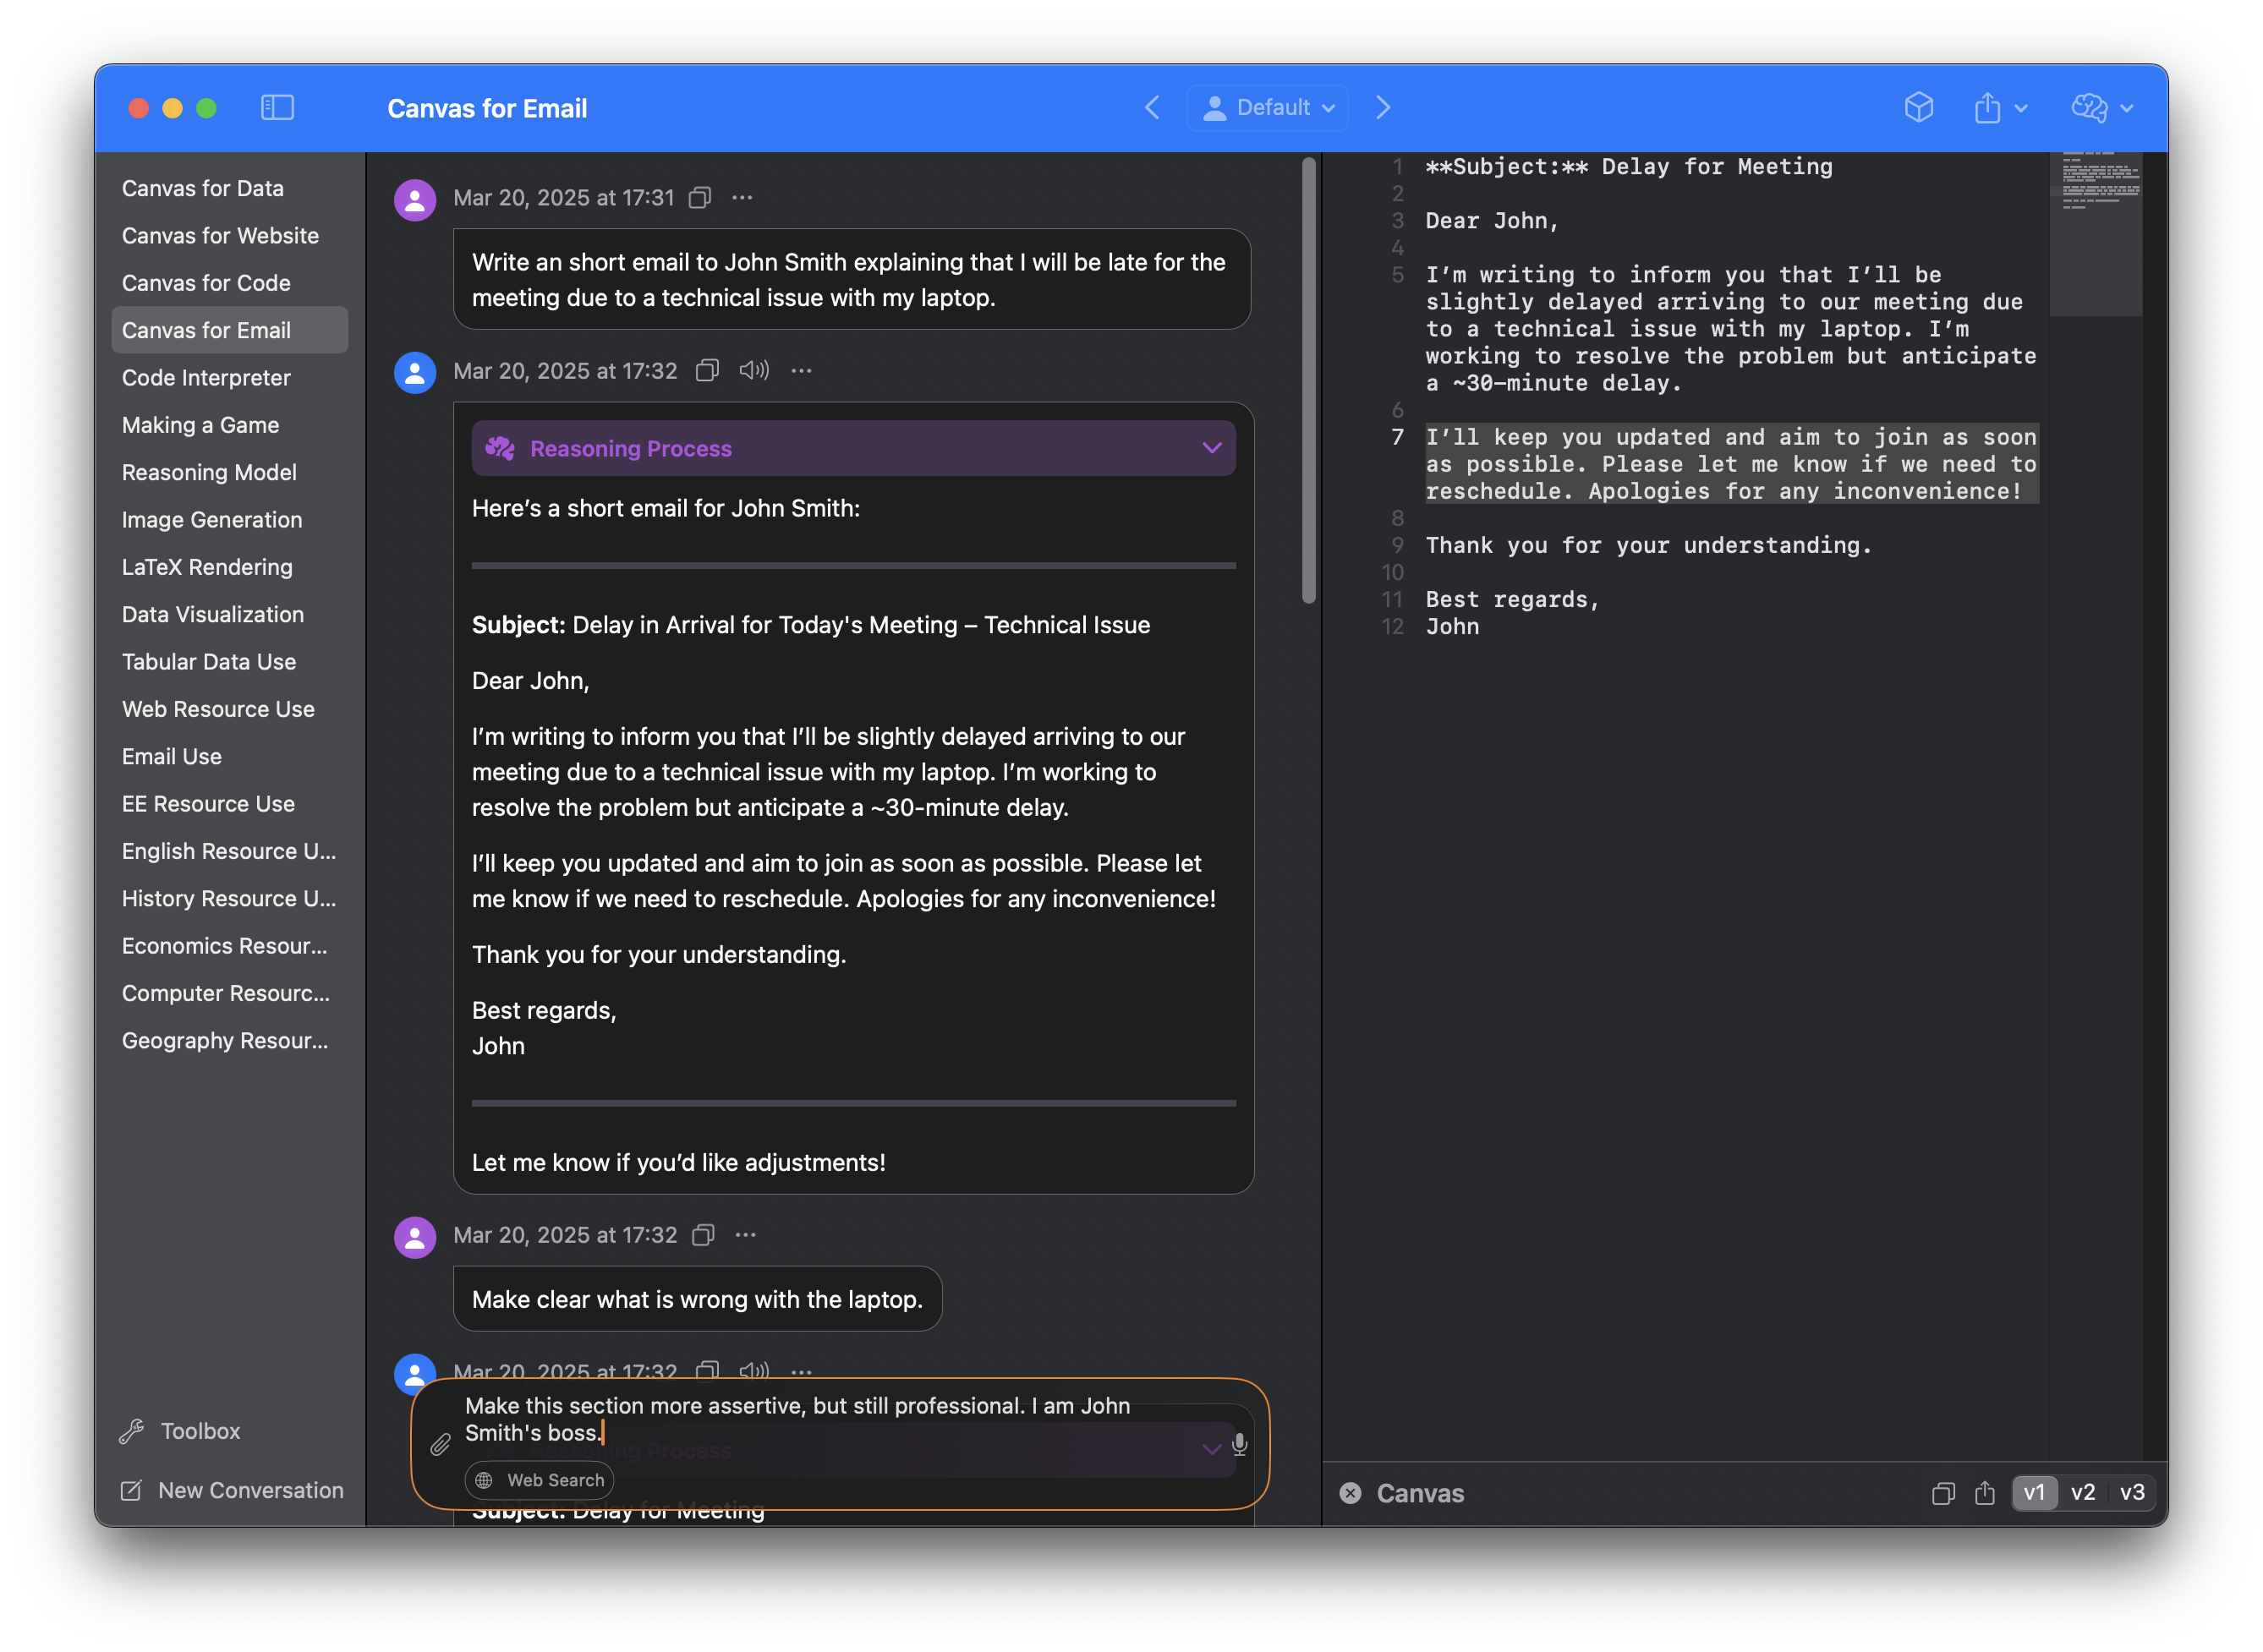 Canvas for Email
Default
Canvas for Data
Canvas for Website
Canvas for Code
Canvas for Email
Code Interpreter
Making a Game
Reasoning Model
Image Generation
LaTeX Rendering
Data Visualization
Tabular Data Use
Web Resource Use
Email Use
EE Resource Use
English Resource U...
History Resource U...
Economics Resour...
Computer Resourc...
Geography Resour...
Toolbox
New Conversation
Mar 20, 2025 at 17:31
Write an short email to John Smith explaining that I will be late for the
meeting due to a technical issue with my laptop.
Mar 20, 2025 at 17:32
Reasoning Process
Here’s a short email for John Smith:
Subject: Delay in Arrival for Today's Meeting – Technical Issue
Dear John,
I’m writing to inform you that I’ll be slightly delayed arriving to our
meeting due to a technical issue with my laptop. I’m working to
resolve the problem but anticipate a ~30-minute delay.
I’ll keep you updated and aim to join as soon as possible. Please let
me know if we need to reschedule. Apologies for any inconvenience!
Thank you for your understanding.
Best regards,
John
Let me know if you’d like adjustments!
Mar 20, 2025 at 17:32
Make clear what is wrong with the laptop.
Mar 20, 2025 at 17:32
Make this section more assertive, but still professional. I am John
Smith's boss.
Reasoning Process
Web Search
Subject: Delay for Meeting
1 **Subject:** Delay for Meeting
2
3 Dear John,
4
5 I’m writing to inform you that I’ll be
slightly delayed arriving to our meeting due
to a technical issue with my laptop. I’m
working to resolve the problem but anticipate
a ~30-minute delay.
6
7 I’ll keep you updated and aim to join as soon
as possible. Please let me know if we need to
reschedule. Apologies for any inconvenience!
8
9 Thank you for your understanding.
10
11 Best regards,
12 John
Canvas
v1 v2 v3